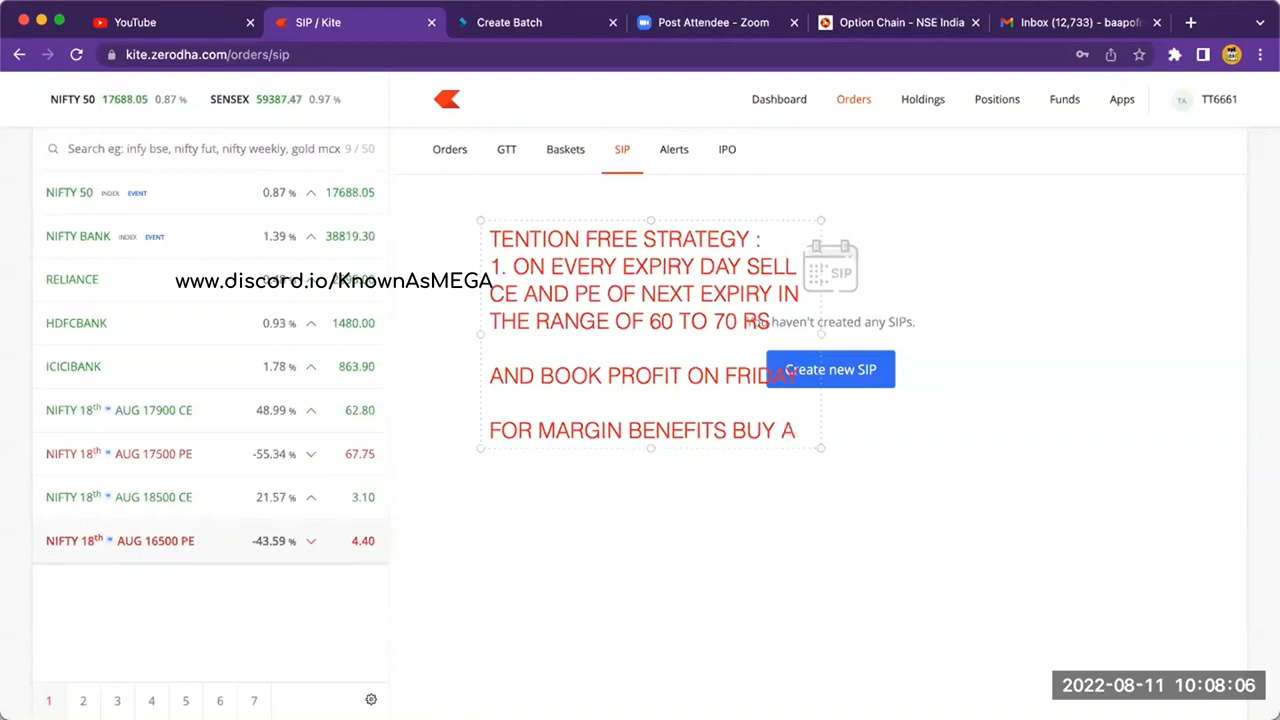 YouTube
SIP / Kite
Create Batch
Post Attendee - Zoom
Option Chain - NSE India
Inbox (12,733) - baapofc
kite.zerodha.com/orders/sip
NIFTY 50 17688.05 0.87 %
SENSEX 59387.47 0.97 %
Dashboard
Orders
Holdings
Positions
Funds
Apps
TA
TT6661
Search eg: infy bse, nifty fut, nifty weekly, gold mcx 9 / 50
Orders
GTT
Baskets
SIP
Alerts
IPO
NIFTY 50 INDEX EVENT 0.87 % 17688.05
NIFTY BANK INDEX EVENT 1.39 % 38819.30
RELIANCE
www.discord.io/KnownAsMEGA
HDFCBANK 0.93 % 1480.00
ICICIBANK 1.78 % 863.90
NIFTY 18th w AUG 17900 CE 48.99 % 62.80
NIFTY 18th w AUG 17500 PE -55.34 % 67.75
NIFTY 18th w AUG 18500 CE 21.57 % 3.10
NIFTY 18th w AUG 16500 PE -43.59 % 4.40
TENTION FREE STRATEGY :
1. ON EVERY EXPIRY DAY SELL
CE AND PE OF NEXT EXPIRY IN
THE RANGE OF 60 TO 70 RS
AND BOOK PROFIT ON FRIDAY
FOR MARGIN BENEFITS BUY A
SIP
You haven't created any SIPs.
Create new SIP
1 2 3 4 5 6 7
2022-08-11 10:08:06